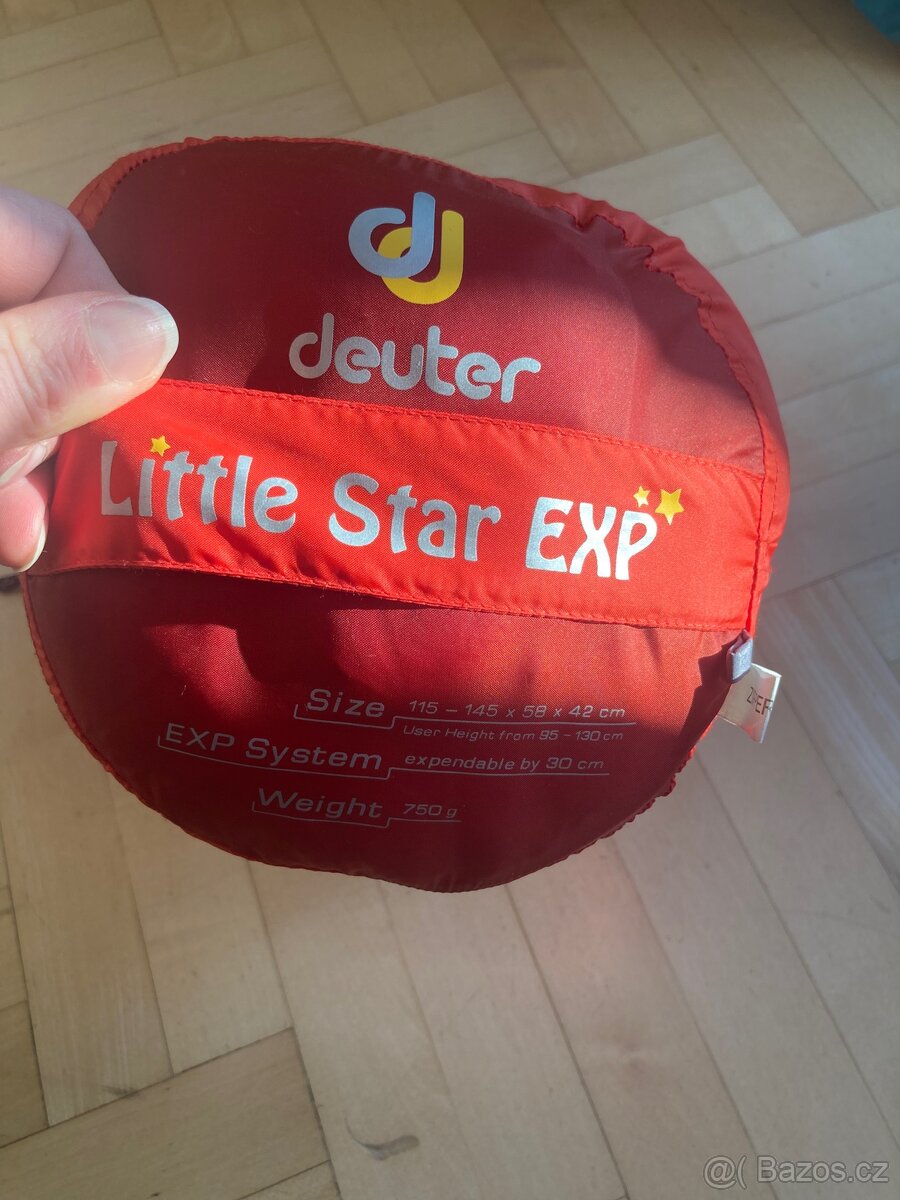 deuter
Little Star EXP
Size 115 – 145 x 58 x 42 cm
User Height from 95 – 130 cm
EXP System expendable by 30 cm
Weight 750 g
@( Bazos.cz